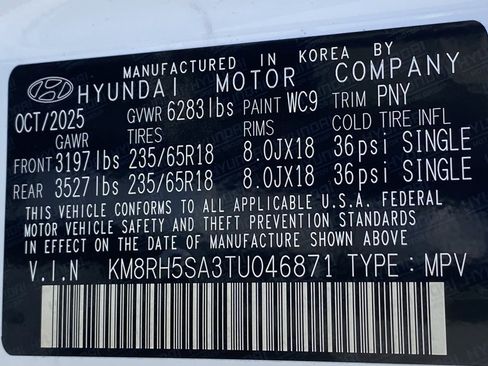 MANUFACTURED IN KOREA BY
HYUNDAI MOTOR COMPANY
OCT/2025 GVWR 6283lbs PAINT WC9 TRIM PNY
GAWR TIRES RIMS COLD TIRE INFL
FRONT 3197lbs 235/65R18 8.0JX18 36psi SINGLE
REAR 3527lbs 235/65R18 8.0JX18 36psi SINGLE
THIS VEHICLE CONFORMS TO ALL APPLICABLE U.S.A. FEDERAL
MOTOR VEHICLE SAFETY AND THEFT PREVENTION STANDARDS
IN EFFECT ON THE DATE OF MANUFACTURE SHOWN ABOVE
V.I.N KM8RH5SA3TU046871 TYPE: MPV